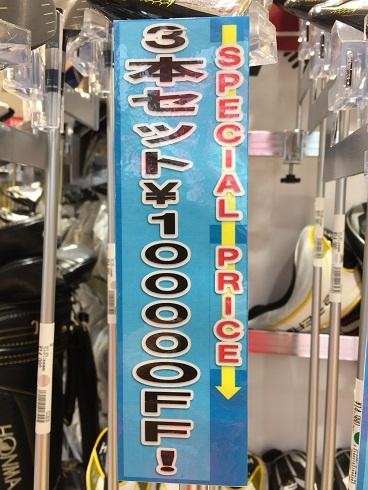 SPECIAL PRICE
3本セット¥10000OFF!
HONMA